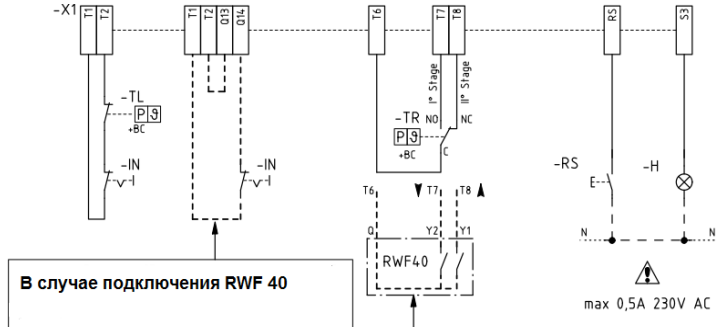 -X1 T1 T2 T1 T2 Q13 Q14 T6 T7 T8 RS S3
I° Stage II° Stage
-TL
P ϑ
+BC
-TR NO NC
P ϑ
+BC C
-IN -IN
-RS -H
E
T6 T7 T8
Q Y2 Y1
N N
RWF40
В случае подключения RWF 40
max 0,5A 230V AC